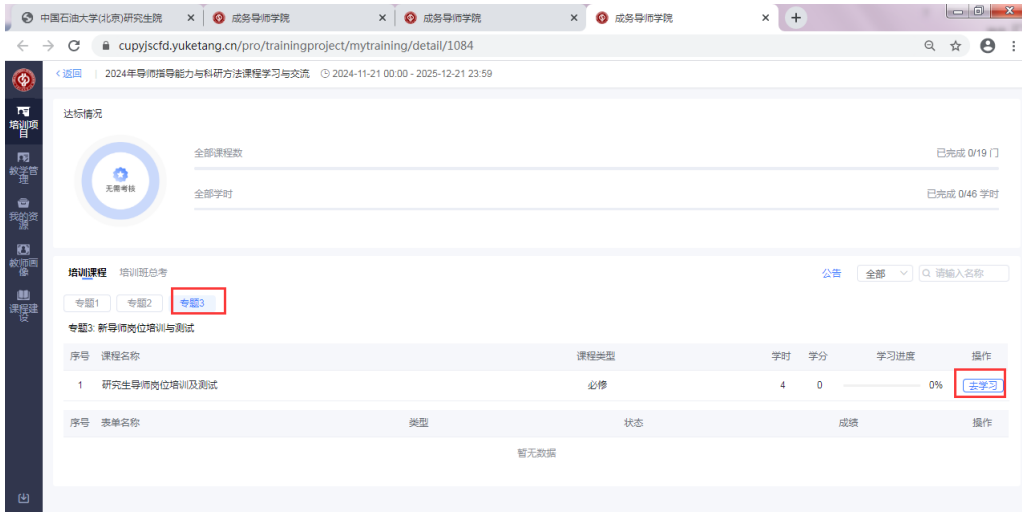 中国石油大学(北京)研究生院 成务导师学院 成务导师学院 成务导师学院
cupyjscfd.yuketang.cn/pro/trainingproject/mytraining/detail/1084
返回 2024年导师指导能力与科研方法课程学习与交流 2024-11-21 00:00 - 2025-12-21 23:59
培训项目
教学管理
我的资源
教师画像
课程建设
达标情况
无需考核
全部课程数 已完成 0/19 门
全部学时 已完成 0/46 学时
培训课程 培训班总考 公告 全部 请输入名称
专题1 专题2 专题3
专题3: 新导师岗位培训与测试
序号 课程名称 课程类型 学时 学分 学习进度 操作
1 研究生导师岗位培训及测试 必修 4 0 0% 去学习
序号 表单名称 类型 状态 成绩 操作
暂无数据